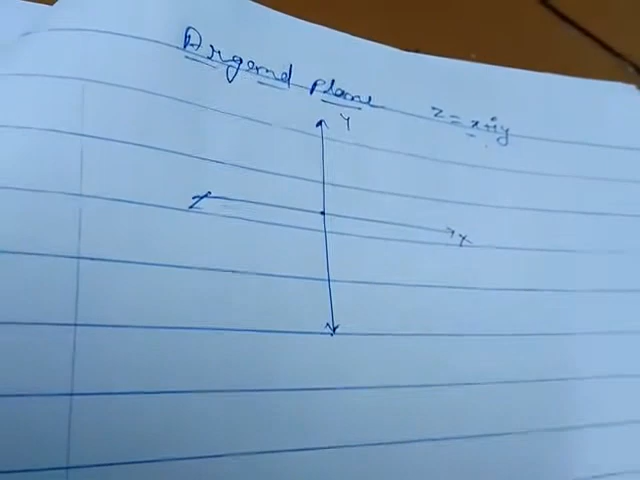 Argand plane
z = x+iy
Y
X